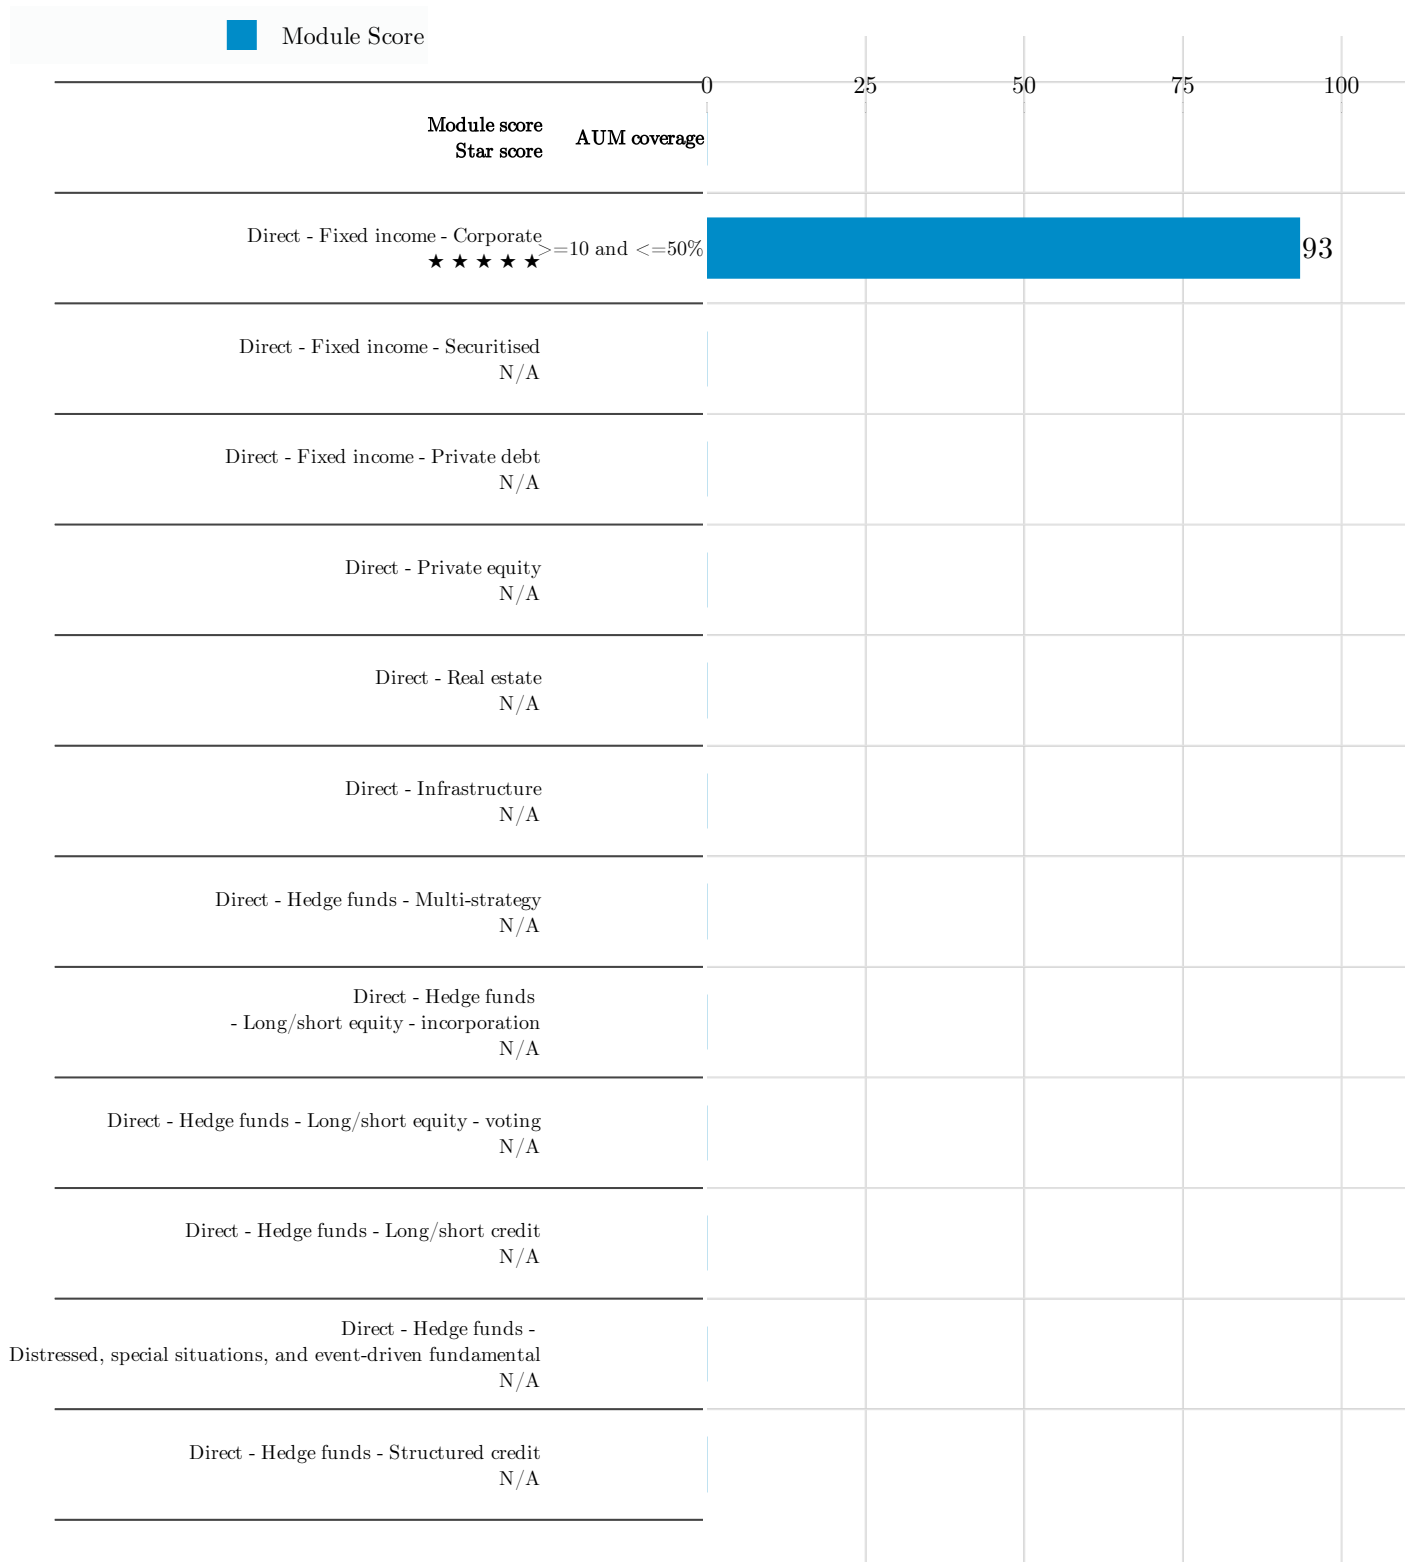 Module Score
0 25 50 75 100
Module score
Star score
AUM coverage
Direct - Fixed income - Corporate
★ ★ ★ ★ ★
>=10 and <=50%
93
Direct - Fixed income - Securitised
N/A
Direct - Fixed income - Private debt
N/A
Direct - Private equity
N/A
Direct - Real estate
N/A
Direct - Infrastructure
N/A
Direct - Hedge funds - Multi-strategy
N/A
Direct - Hedge funds
- Long/short equity - incorporation
N/A
Direct - Hedge funds - Long/short equity - voting
N/A
Direct - Hedge funds - Long/short credit
N/A
Direct - Hedge funds -
Distressed, special situations, and event-driven fundamental
N/A
Direct - Hedge funds - Structured credit
N/A